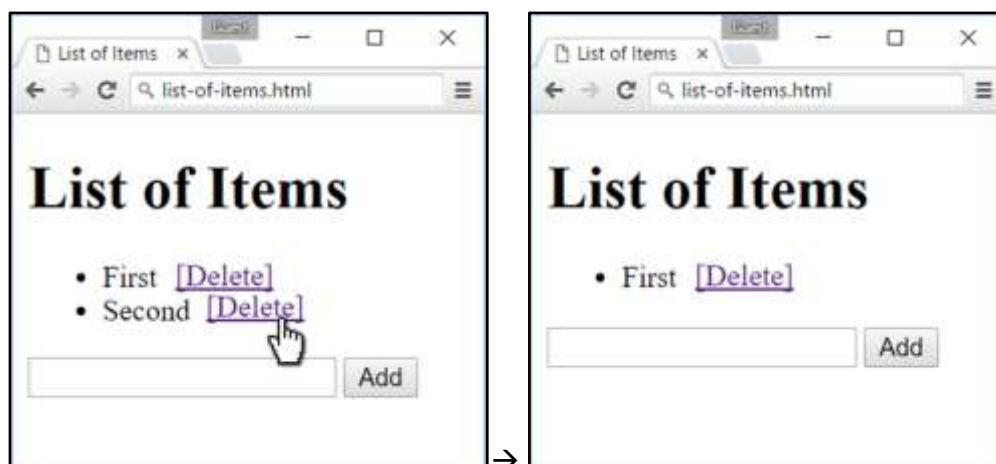 List of Items ×
list-of-items.html
List of Items
• First [Delete]
• Second [Delete]
Add
→
List of Items ×
list-of-items.html
List of Items
• First [Delete]
Add